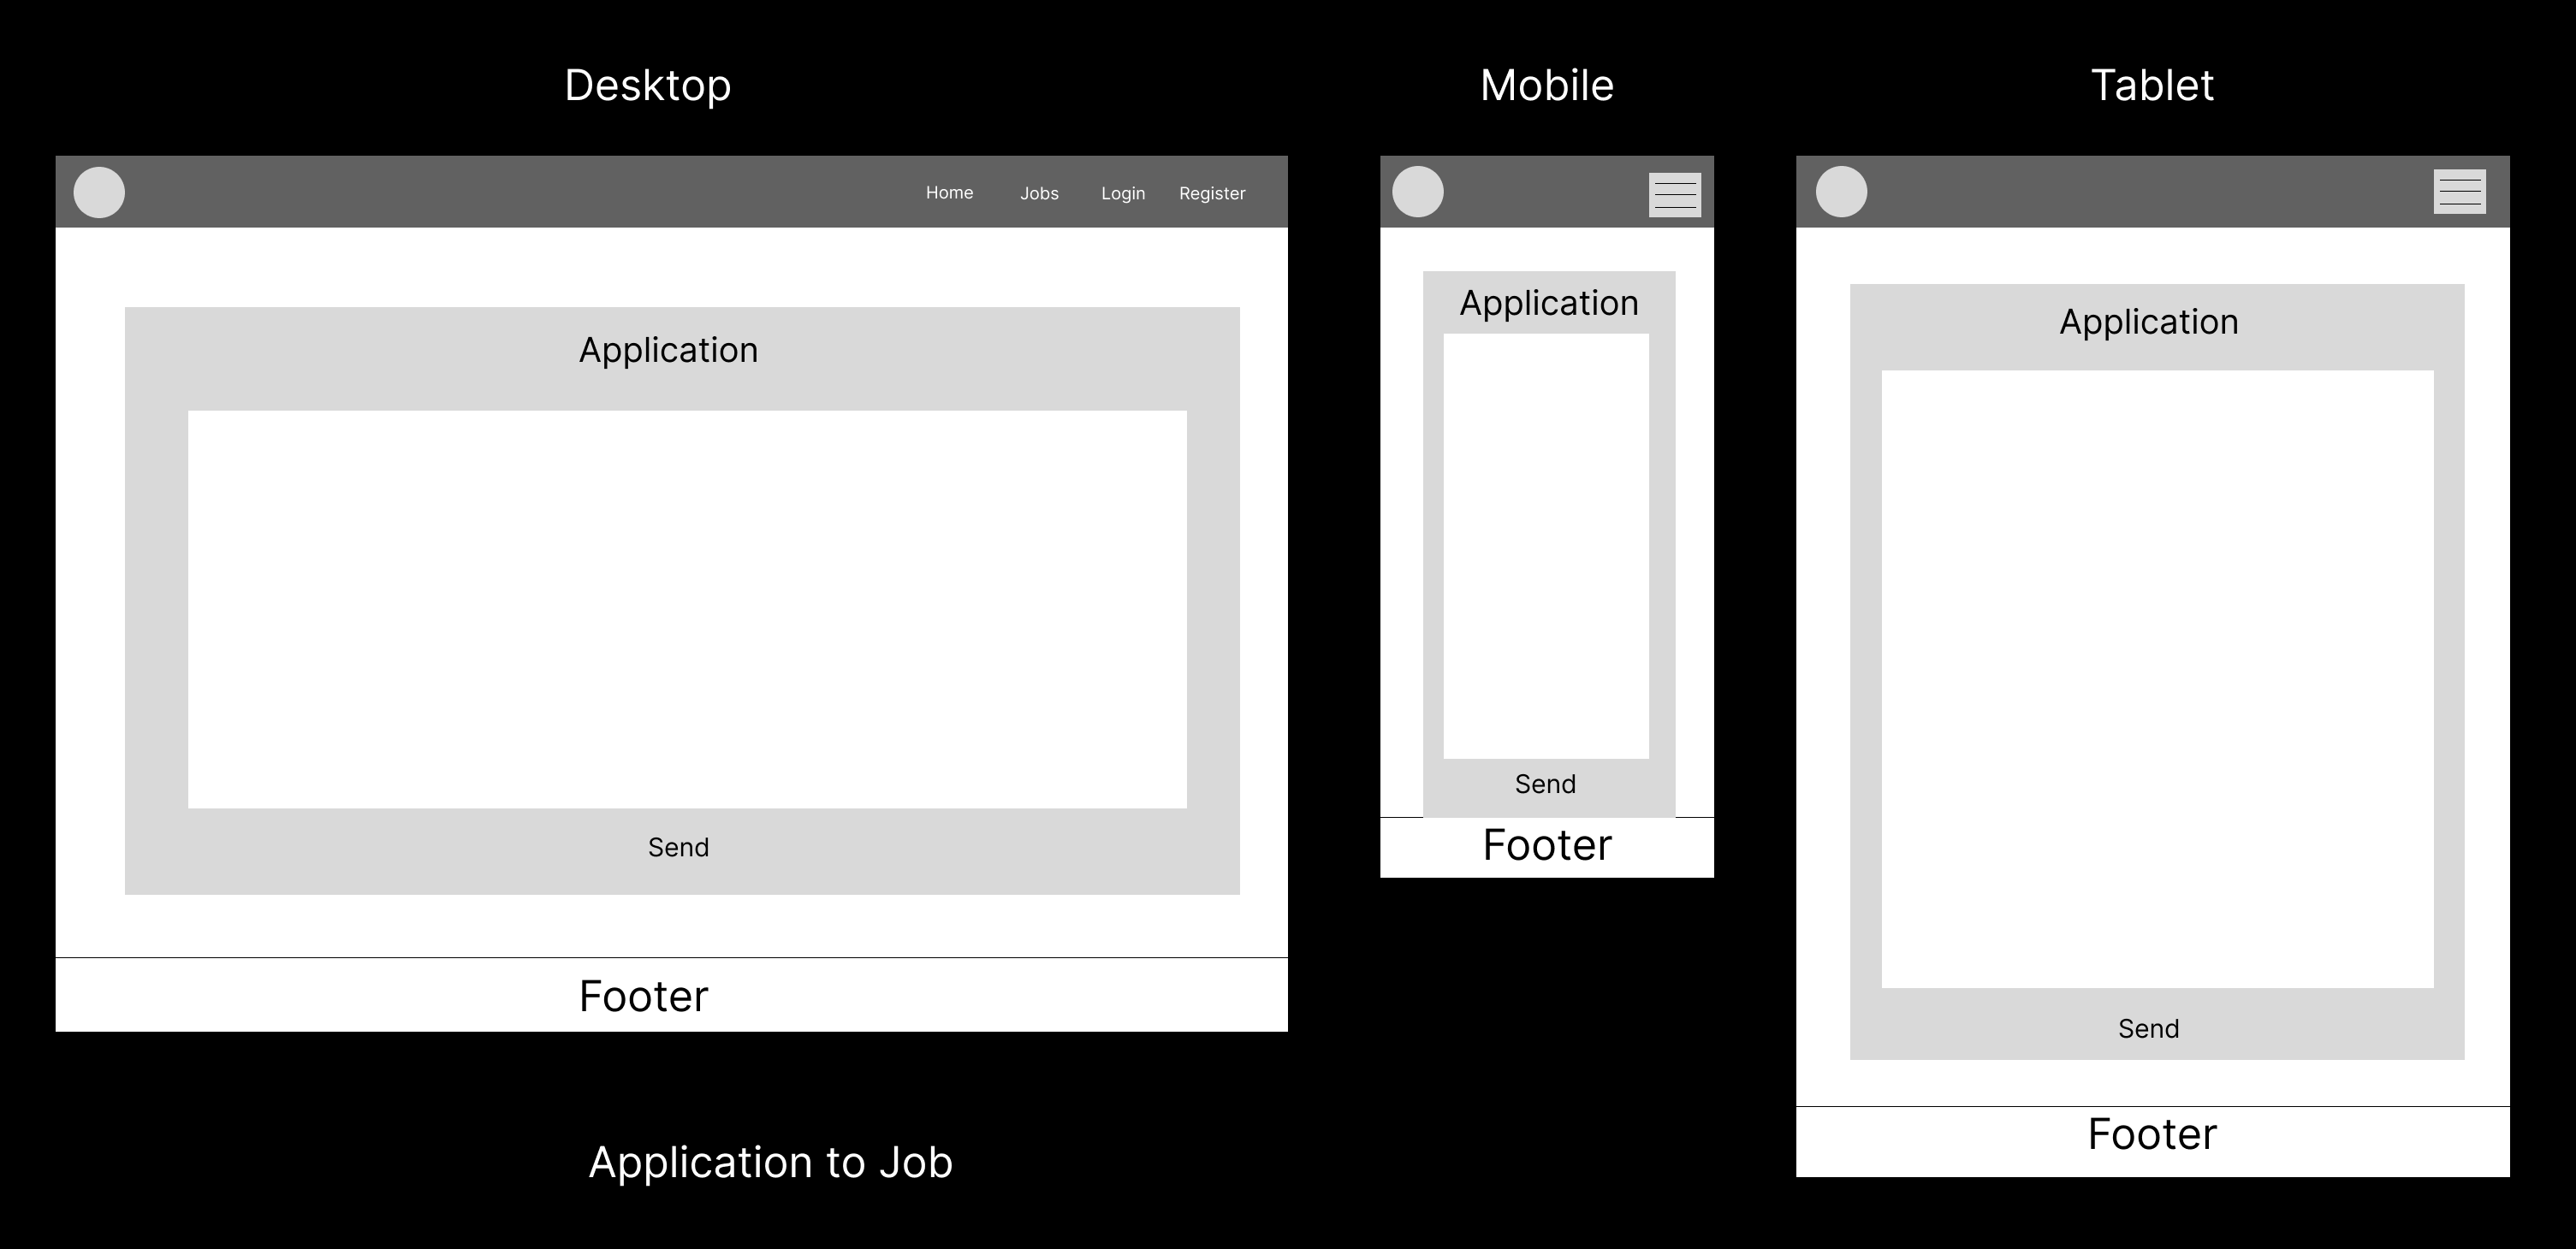 Desktop
Mobile
Tablet
Home
Jobs
Login
Register
Application
Send
Footer
Application
Send
Footer
Application
Send
Footer
Application to Job